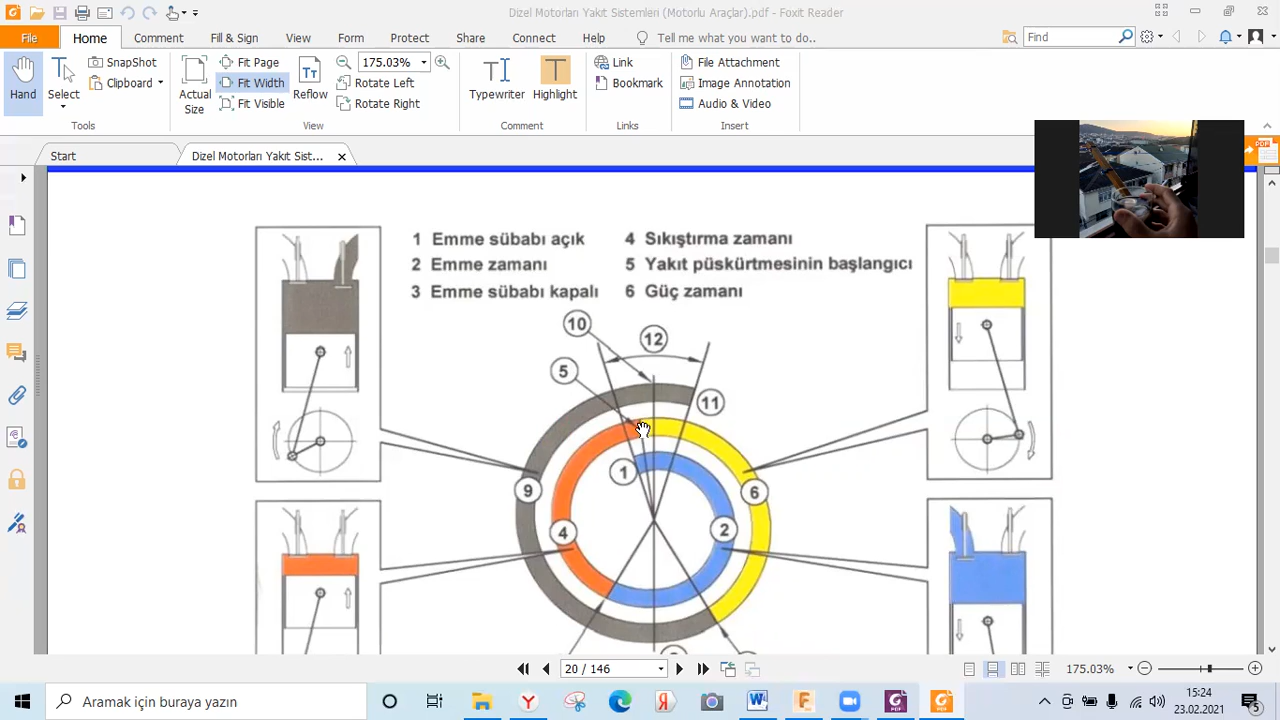 Dizel Motorları Yakıt Sistemleri (Motorlu Araçlar).pdf - Foxit Reader
File Home Comment Fill & Sign View Form Protect Share Connect Help Tell me what you want to do.. Find
Hand
Select
SnapShot
Clipboard
Tools
Actual Size
Fit Page
Fit Width
Fit Visible
Reflow
175.03%
Rotate Left
Rotate Right
View
Typewriter
Highlight
Comment
Link
Bookmark
Links
File Attachment
Image Annotation
Audio & Video
Insert
Start
Dizel Motorları Yakıt Sist...
PDF
1 Emme sübabı açık
2 Emme zamanı
3 Emme sübabı kapalı
4 Sıkıştırma zamanı
5 Yakıt püskürtmesinin başlangıcı
6 Güç zamanı
10
12
5
11
1
9
6
4
2
20 / 146
175.03%
Aramak için buraya yazın
15:24
23.02.2021
5